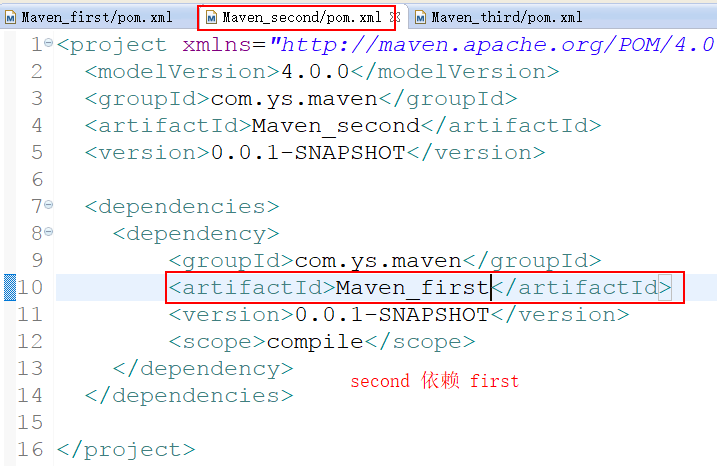 Maven_first/pom.xml Maven_second/pom.xml Maven_third/pom.xml
1 <project xmlns="http://maven.apache.org/POM/4.0
2 <modelVersion>4.0.0</modelVersion>
3 <groupId>com.ys.maven</groupId>
4 <artifactId>Maven_second</artifactId>
5 <version>0.0.1-SNAPSHOT</version>
6
7 <dependencies>
8 <dependency>
9 <groupId>com.ys.maven</groupId>
10 <artifactId>Maven_first</artifactId>
11 <version>0.0.1-SNAPSHOT</version>
12 <scope>compile</scope>
13 </dependency>
second 依赖 first
14 </dependencies>
15
16 </project>